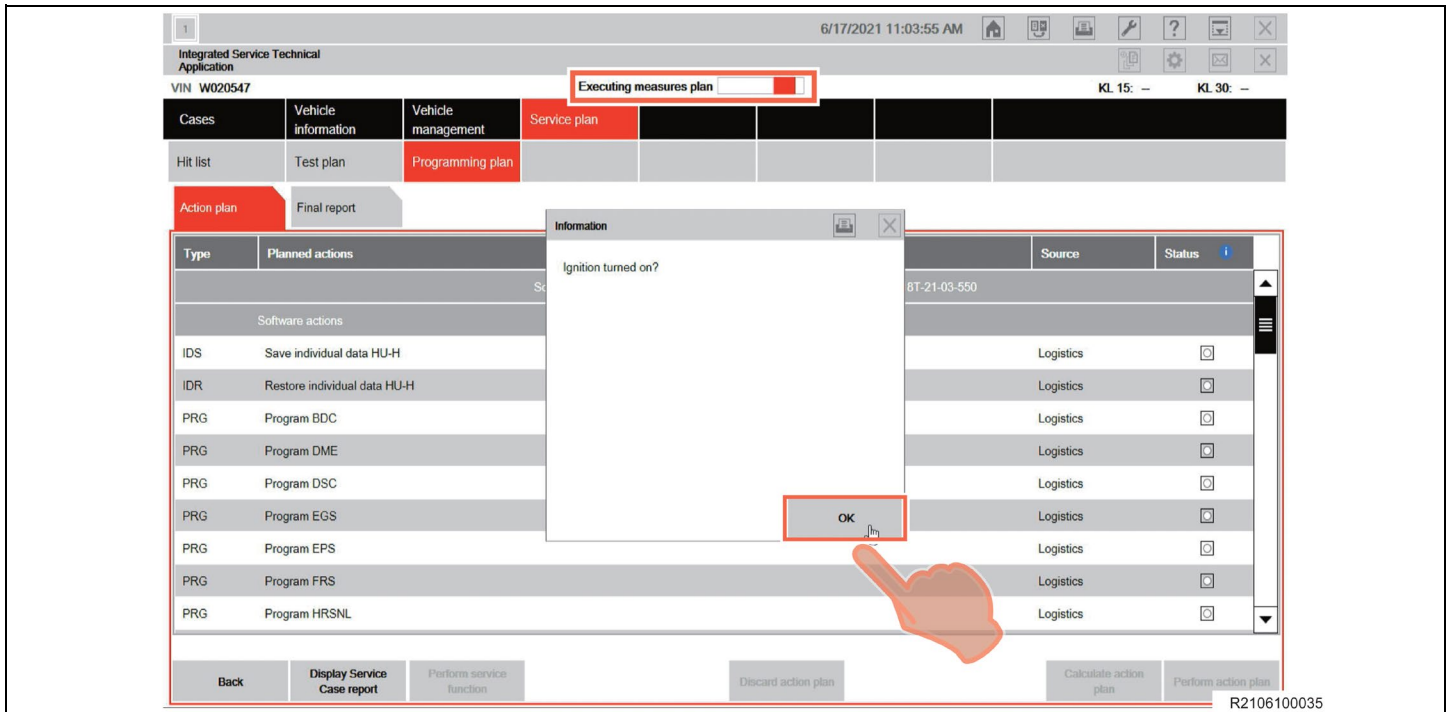 1
6/17/2021 11:03:55 AM
?
Integrated Service Technical
Application
VIN W020547
Executing measures plan
KL 15: –
KL 30: –
Cases
Vehicle
information
Vehicle
management
Service plan
Hit list
Test plan
Programming plan
Action plan
Final report
Information
Ignition turned on?
OK
Type
Planned actions
Source
Status
i
8T-21-03-550
Software actions
IDS
Save individual data HU-H
Logistics
IDR
Restore individual data HU-H
Logistics
PRG
Program BDC
Logistics
PRG
Program DME
Logistics
PRG
Program DSC
Logistics
PRG
Program EGS
Logistics
PRG
Program EPS
Logistics
PRG
Program FRS
Logistics
PRG
Program HRSNL
Logistics
Back
Display Service
Case report
Perform service
function
Discard action plan
Calculate action
plan
Perform action plan
R2106100035